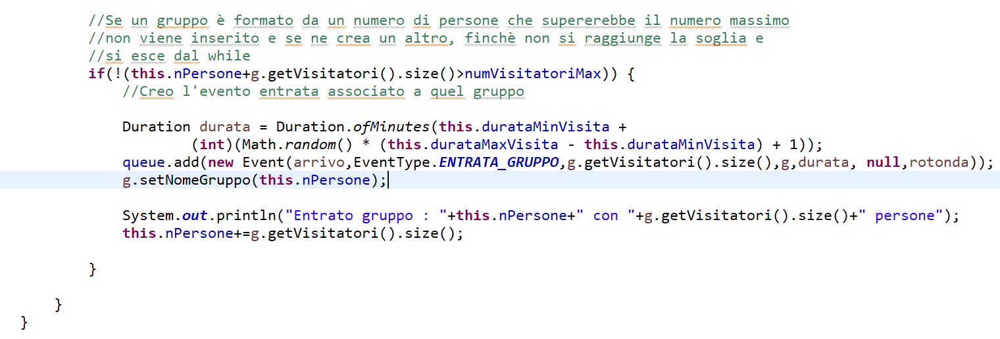 //Se un gruppo è formato da un numero di persone che supererebbe il numero massimo
//non viene inserito e se ne crea un altro, finchè non si raggiunge la soglia e
//si esce dal while
if(!(this.nPersone+g.getVisitatori().size()>numVisitatoriMax)) {
//Creo l'evento entrata associato a quel gruppo
Duration durata = Duration.ofMinutes(this.durataMinVisita +
(int)(Math.random() * (this.durataMaxVisita - this.durataMinVisita) + 1));
queue.add(new Event(arrivo,EventType.ENTRATA_GRUPPO,g.getVisitatori().size(),g,durata, null,rotonda));
g.setNomeGruppo(this.nPersone);
System.out.println("Entrato gruppo : "+this.nPersone+" con "+g.getVisitatori().size()+" persone");
this.nPersone+=g.getVisitatori().size();
}
}
}